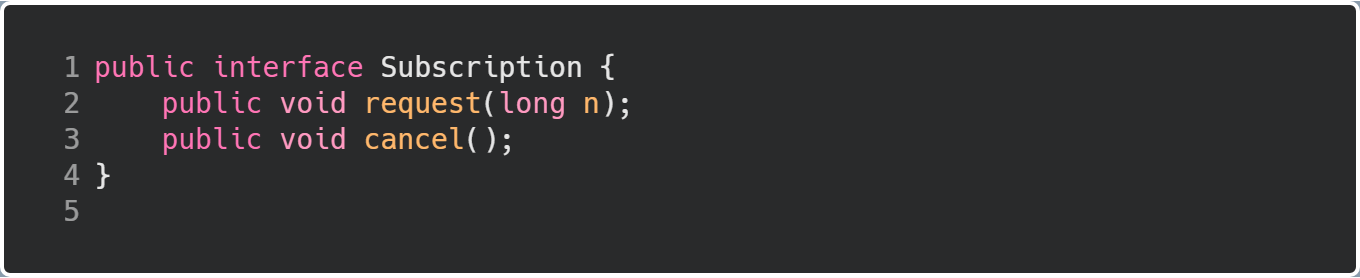 1 public interface Subscription {
2     public void request(long n);
3     public void cancel();
4 }
5